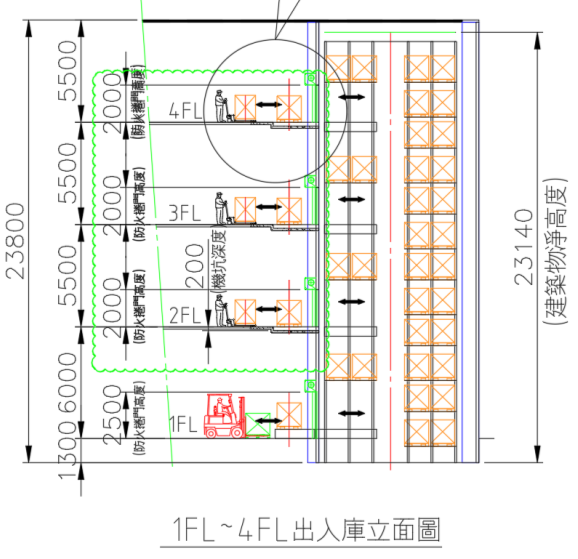 5500
2000
(防火捲門高度)
4FL
5500
2000
(防火捲門高度)
3FL
23800
200
(機坑深度)
23140
(建築物淨高度)
5500
2000
(防火捲門高度)
2FL
6000
2500
(防火捲門高度)
1FL
1300
1FL~4FL出入庫立面圖